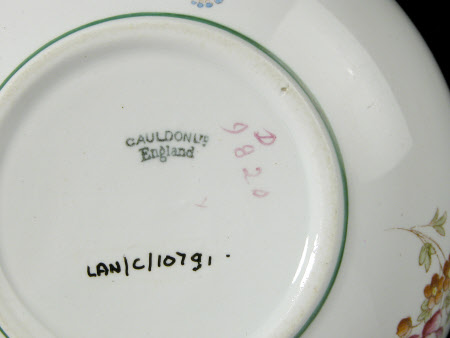 CAULDON Lᵀᴰ
England
D
9820
LAN/C/10791.